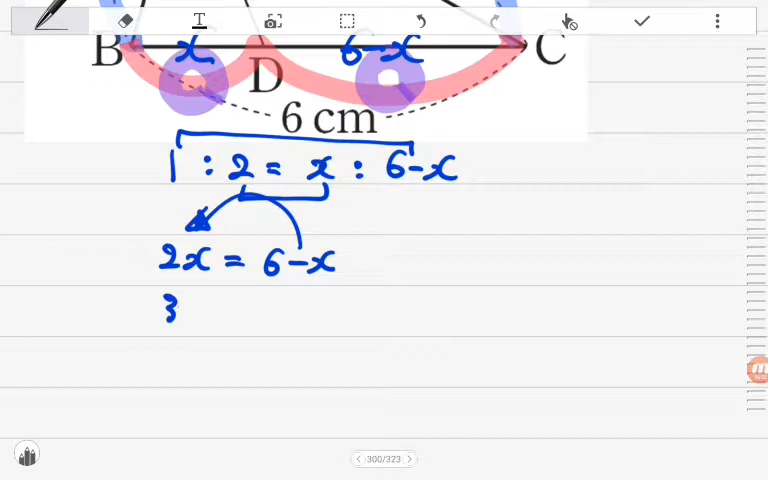 B x D 6-x C
6 cm
1 : 2 = x : 6-x
2x = 6-x
3
300/323